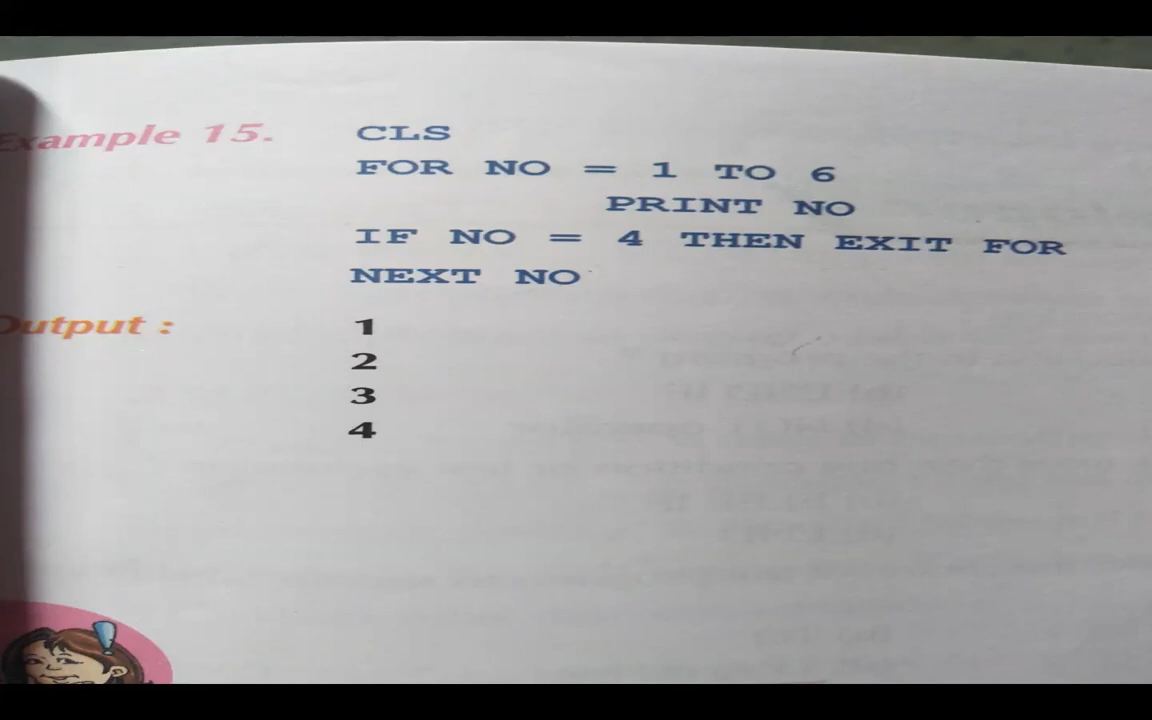 Example 15. CLS
FOR NO = 1 TO 6
PRINT NO
IF NO = 4 THEN EXIT FOR
NEXT NO
Output : 1
2
3
4